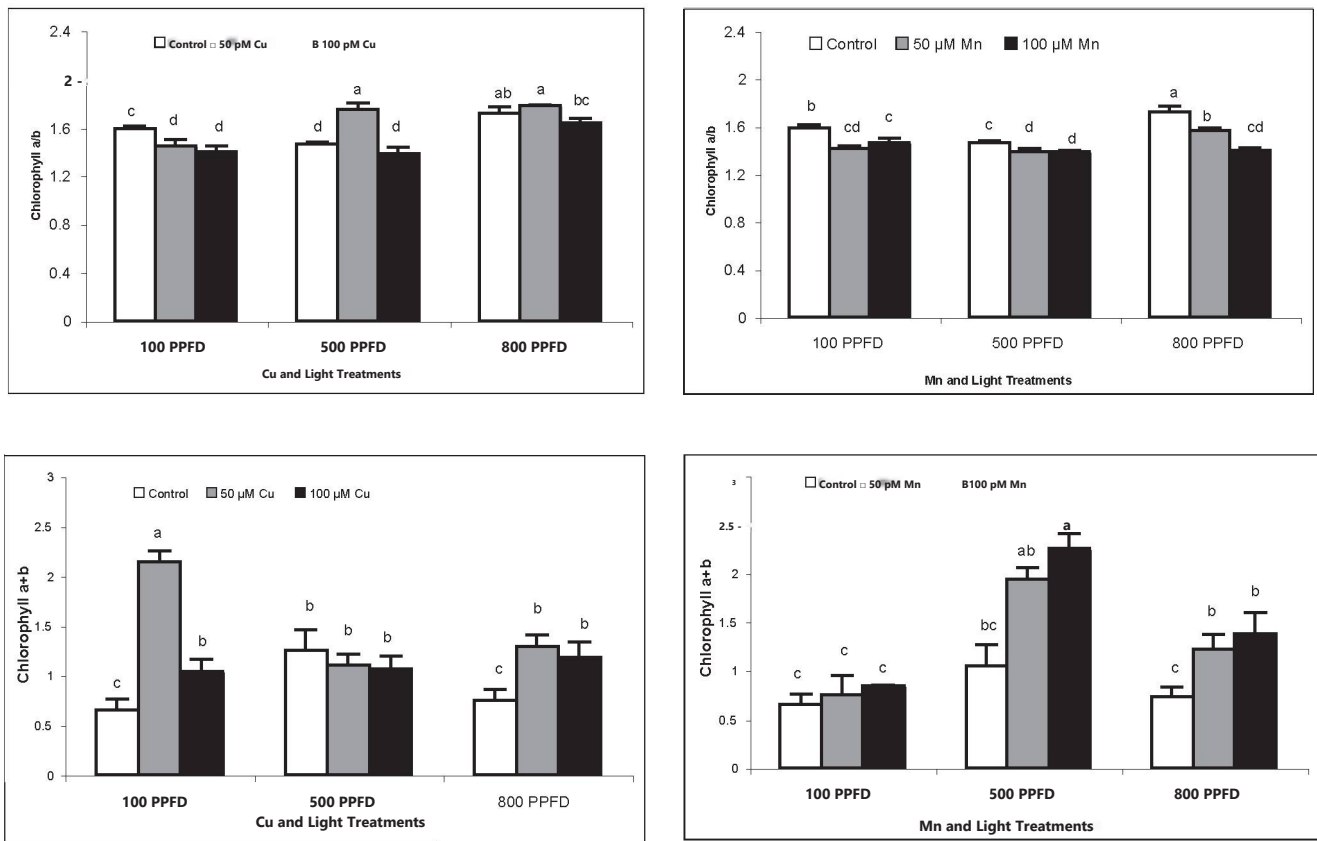 2.4
Control □ 50 pM Cu B 100 pM Cu
2 -
1.6
1.2
0.8
0.4
0
Chlorophyll a/b
c d d d a d ab a bc
100 PPFD 500 PPFD 800 PPFD
Cu and Light Treatments
2.4
Control 50 µM Mn 100 µM Mn
2
1.6
1.2
0.8
0.4
0
Chlorophyll a/b
b cd c c d d a b cd
100 PPFD 500 PPFD 800 PPFD
Mn and Light Treatments
3
Control 50 µM Cu 100 µM Cu
2.5
2
1.5
1
0.5
0
Chlorophyll a+b
c a b b b b c b b
100 PPFD 500 PPFD 800 PPFD
Cu and Light Treatments
3
Control □ 50 pM Mn B100 pM Mn
2.5 -
2
1.5
1
0.5
0
Chlorophyll a+b
c c c bc ab a c b b
100 PPFD 500 PPFD 800 PPFD
Mn and Light Treatments